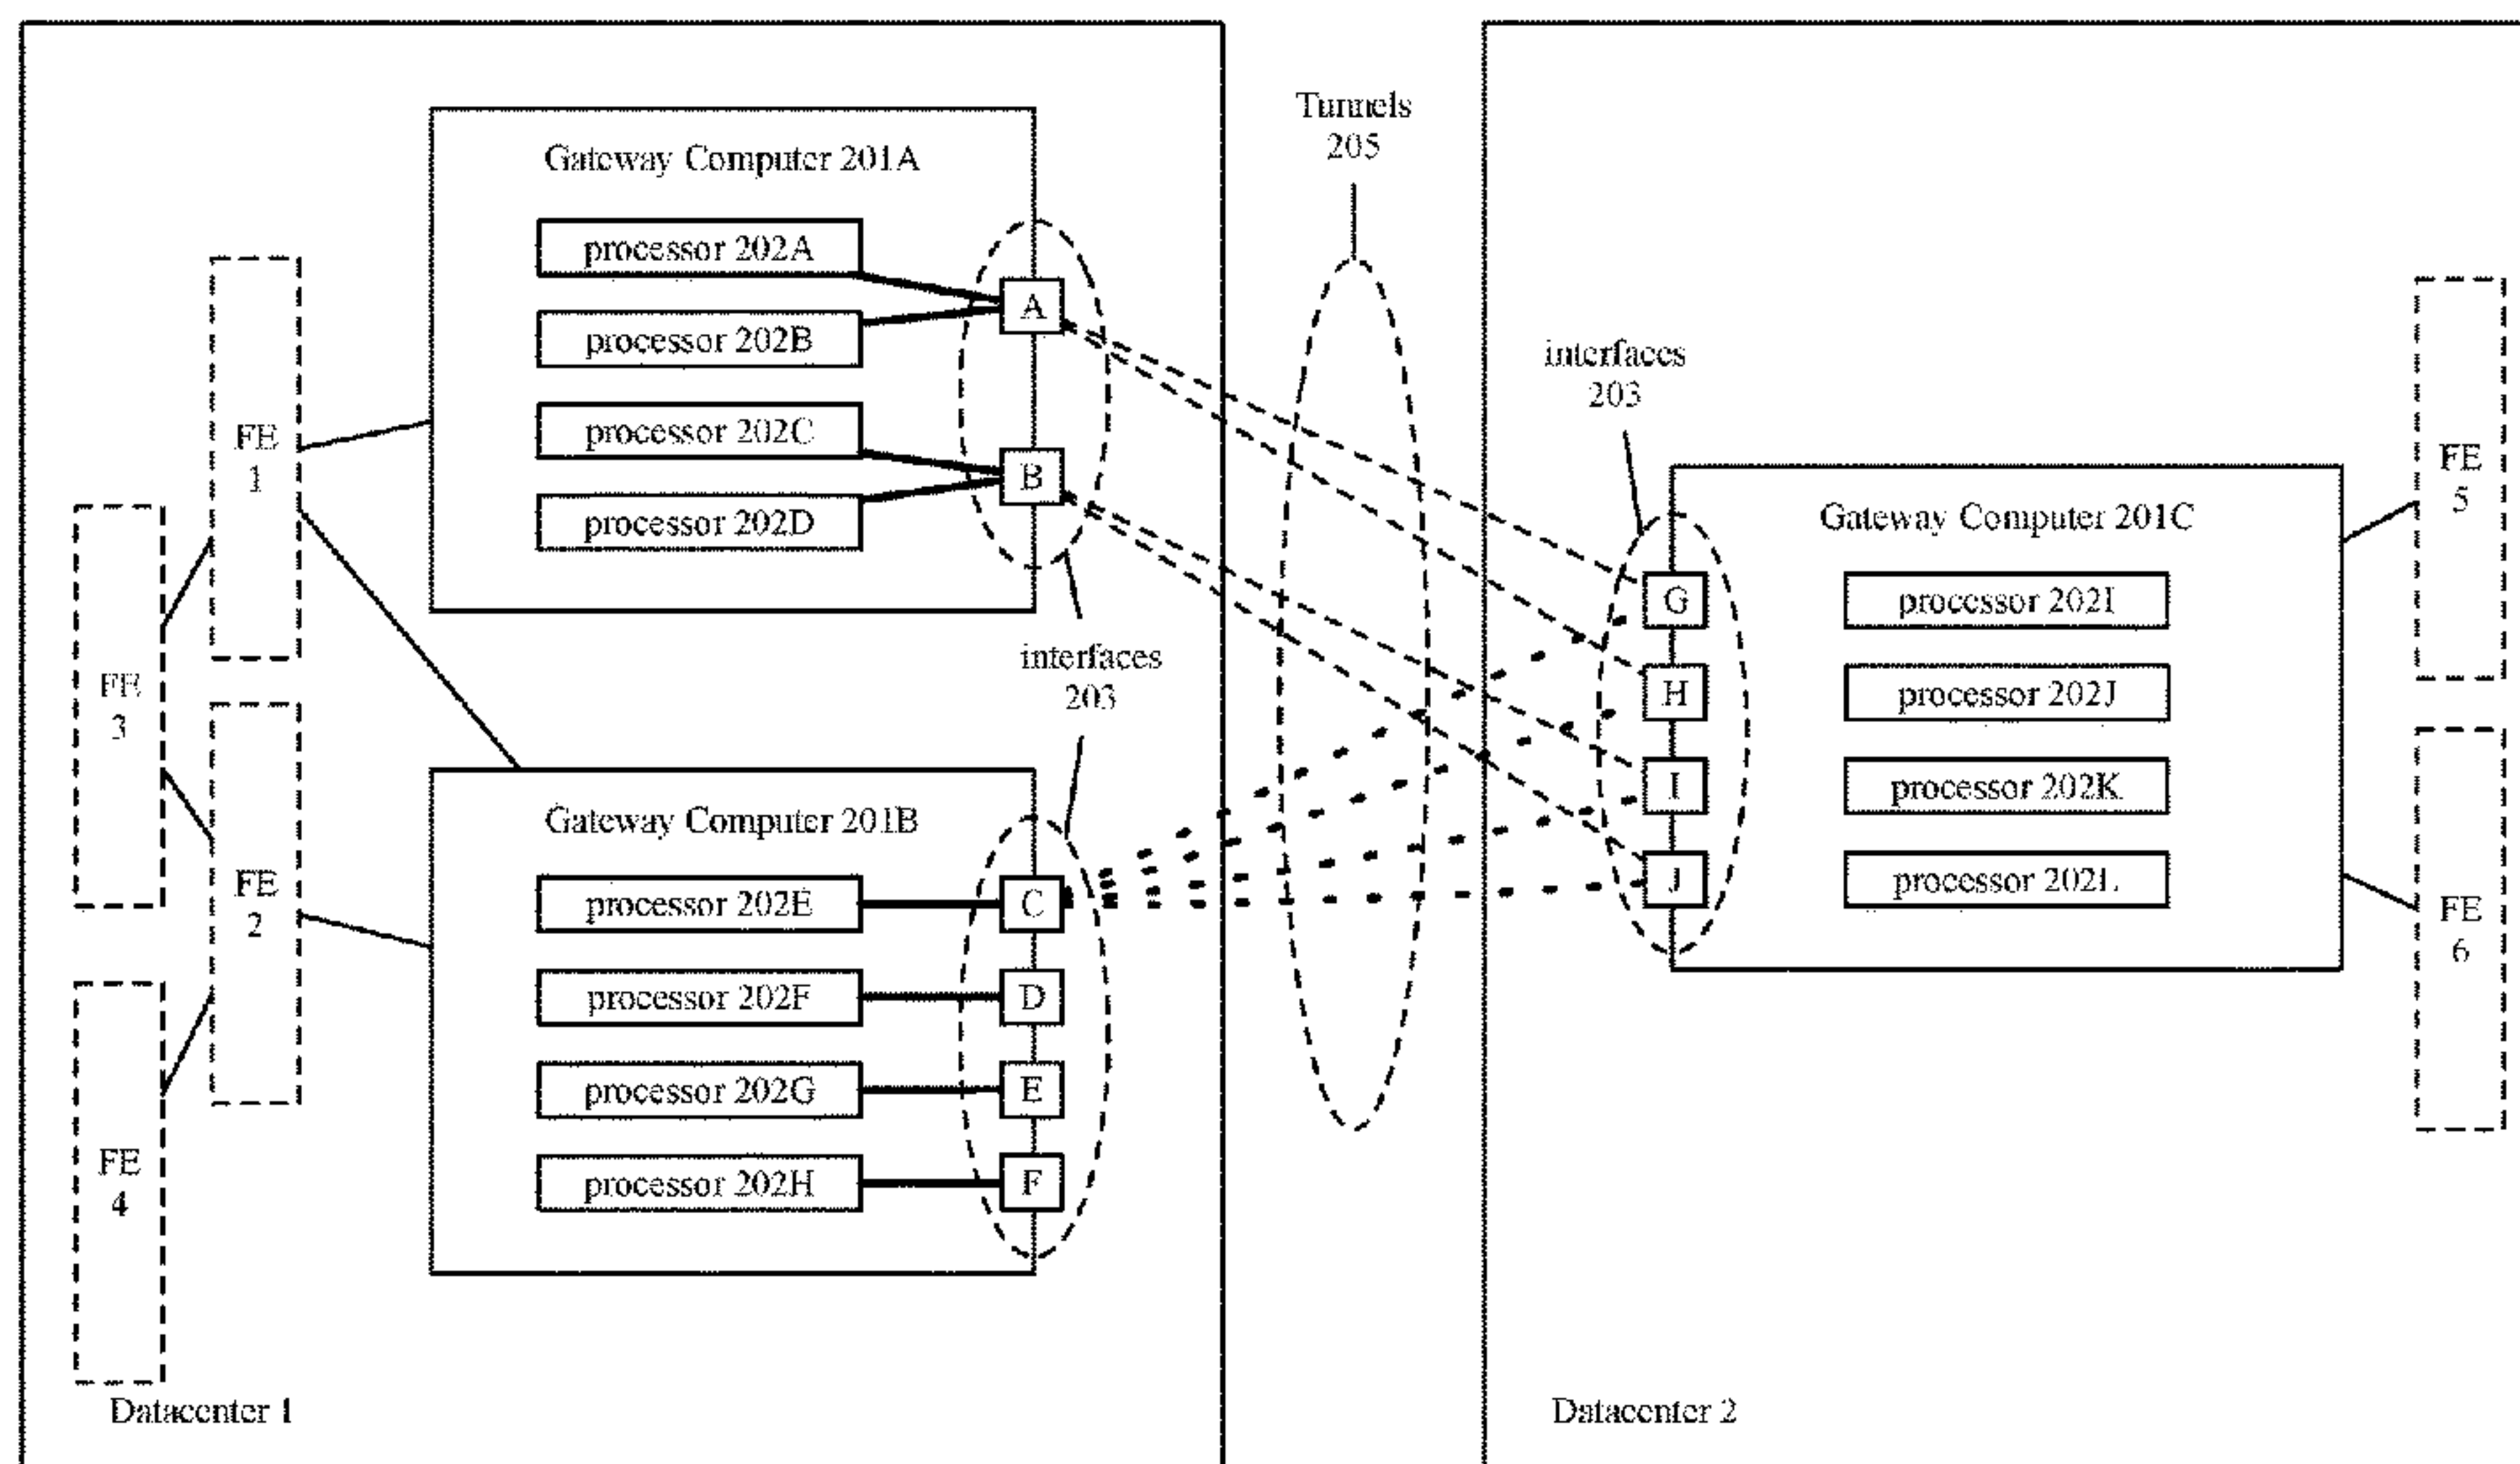 Tunnels
205
Gateway Computer 201A
processor 202A
processor 202B
processor 202C
processor 202D
A
B
interfaces
203
FE
1
FE
2
FE
3
FE
4
Gateway Computer 201B
processor 202E
processor 202F
processor 202G
processor 202H
C
D
E
F
interfaces
203
Gateway Computer 201C
G
H
I
J
processor 202I
processor 202J
processor 202K
processor 202L
FE
5
FE
6
Datacenter 1
Datacenter 2